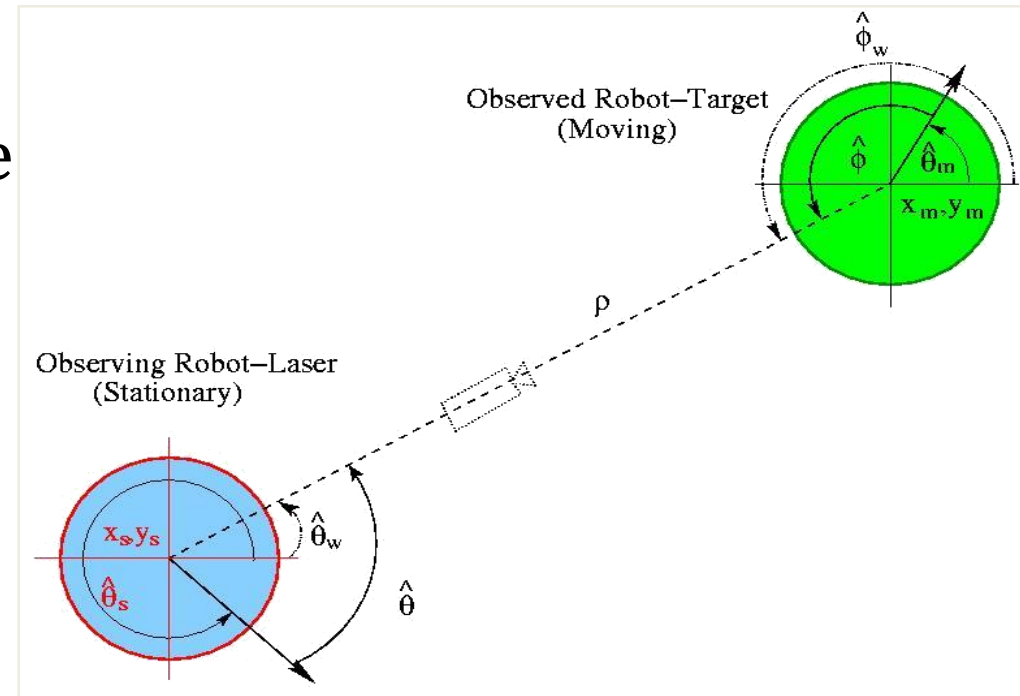 ϕ̂w
Observed Robot–Target
(Moving)
e
ϕ̂
θ̂m
xm,ym
ρ
Observing Robot–Laser
(Stationary)
xs,ys
θ̂w
θ̂s
θ̂